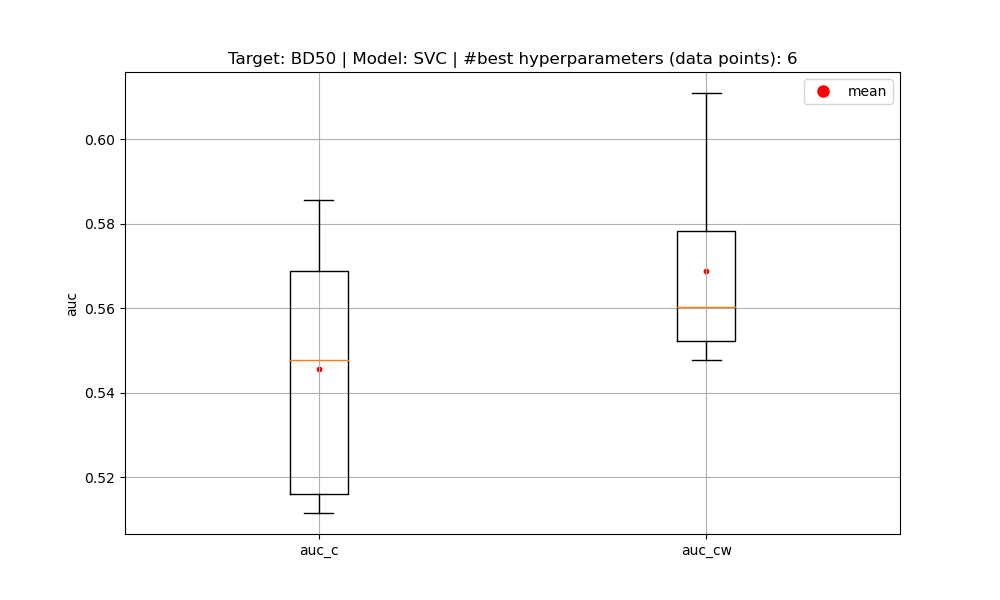 Target: BD50 | Model: SVC | #best hyperparameters (data points): 6
mean
0.60
0.58
0.56
0.54
0.52
auc
auc_c
auc_cw